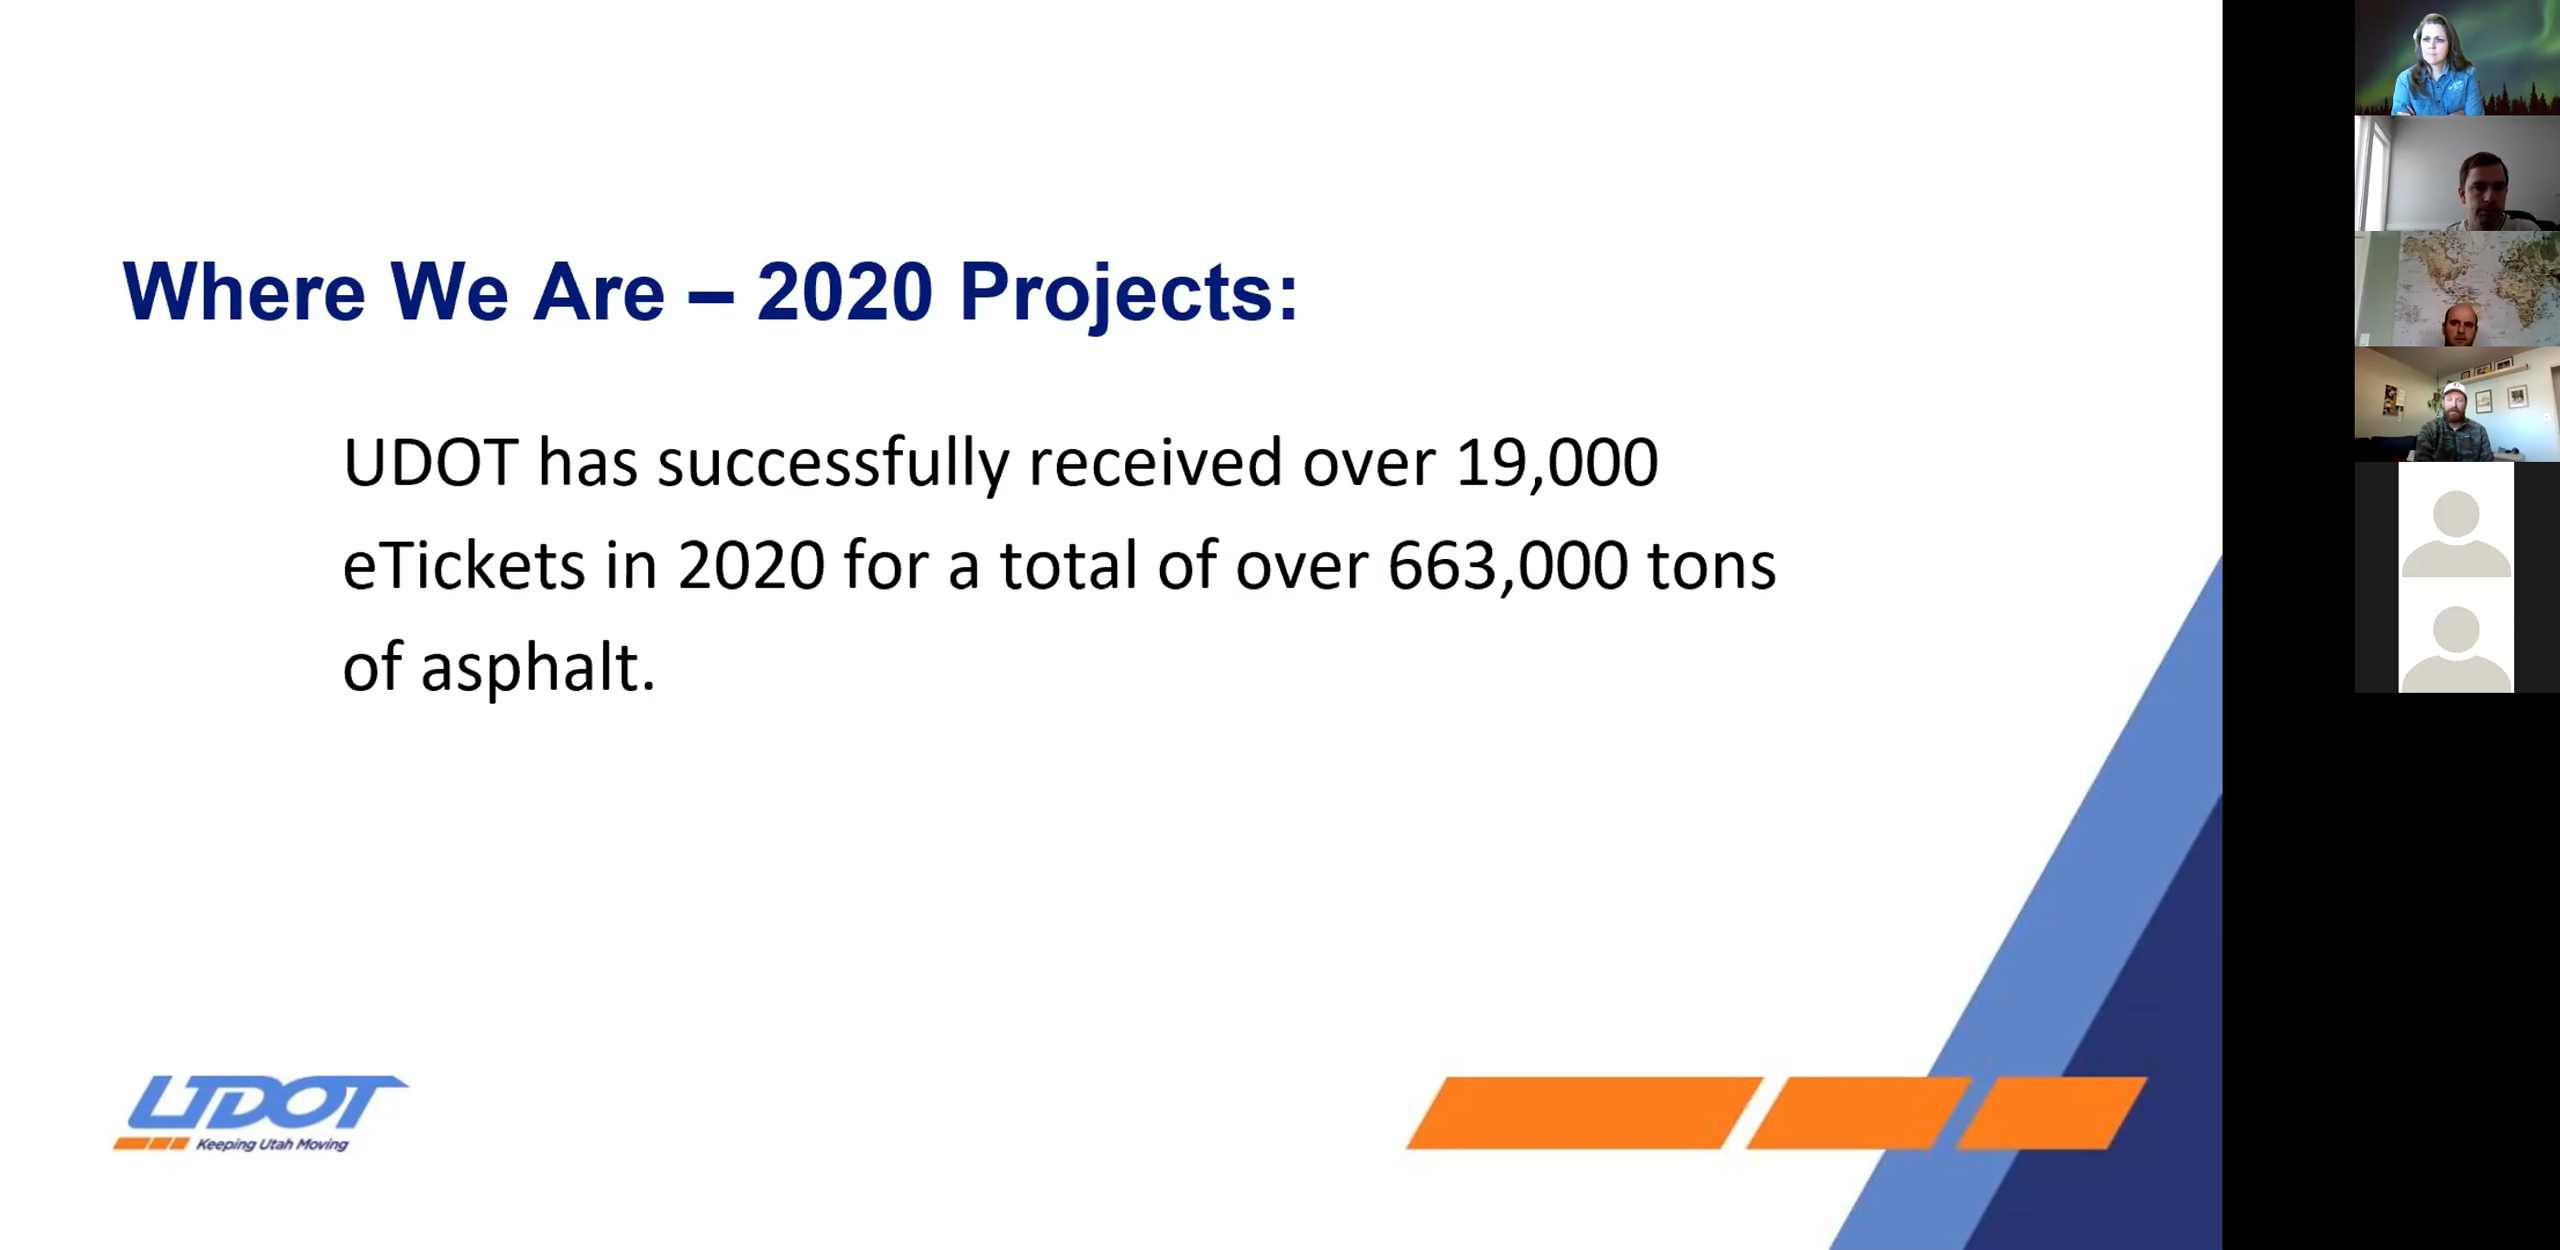 Where We Are – 2020 Projects:
UDOT has successfully received over 19,000
eTickets in 2020 for a total of over 663,000 tons
of asphalt.
UDOT
Keeping Utah Moving